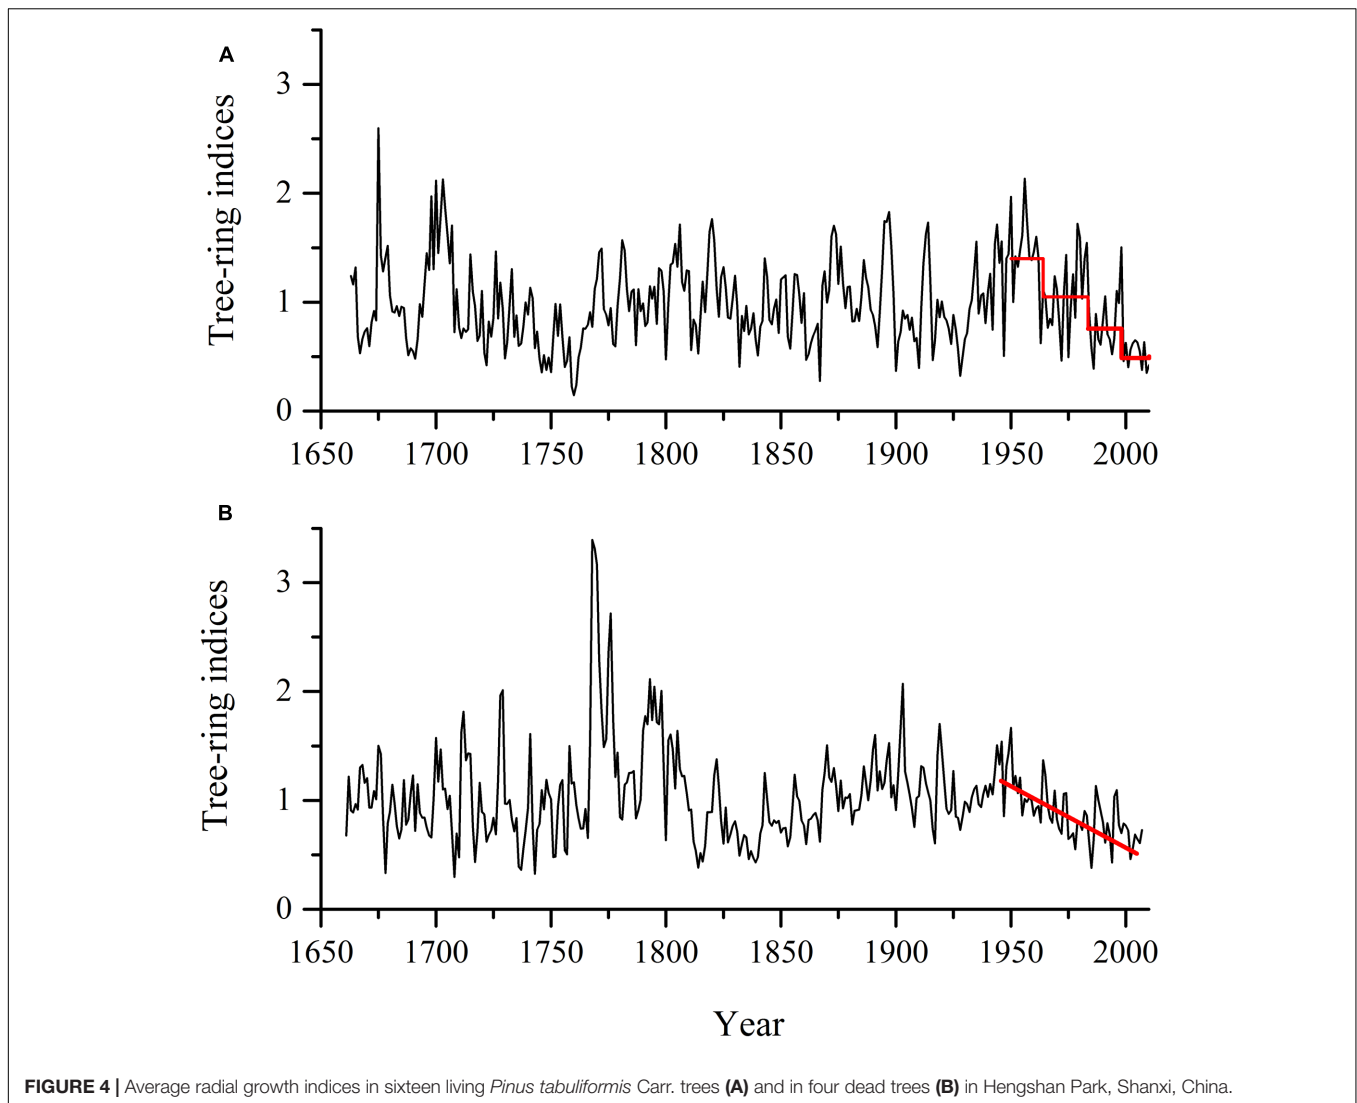 A
Tree-ring indices
3
2
1
0
1650 1700 1750 1800 1850 1900 1950 2000
B
Tree-ring indices
3
2
1
0
1650 1700 1750 1800 1850 1900 1950 2000
Year
FIGURE 4 | Average radial growth indices in sixteen living Pinus tabuliformis Carr. trees (A) and in four dead trees (B) in Hengshan Park, Shanxi, China.